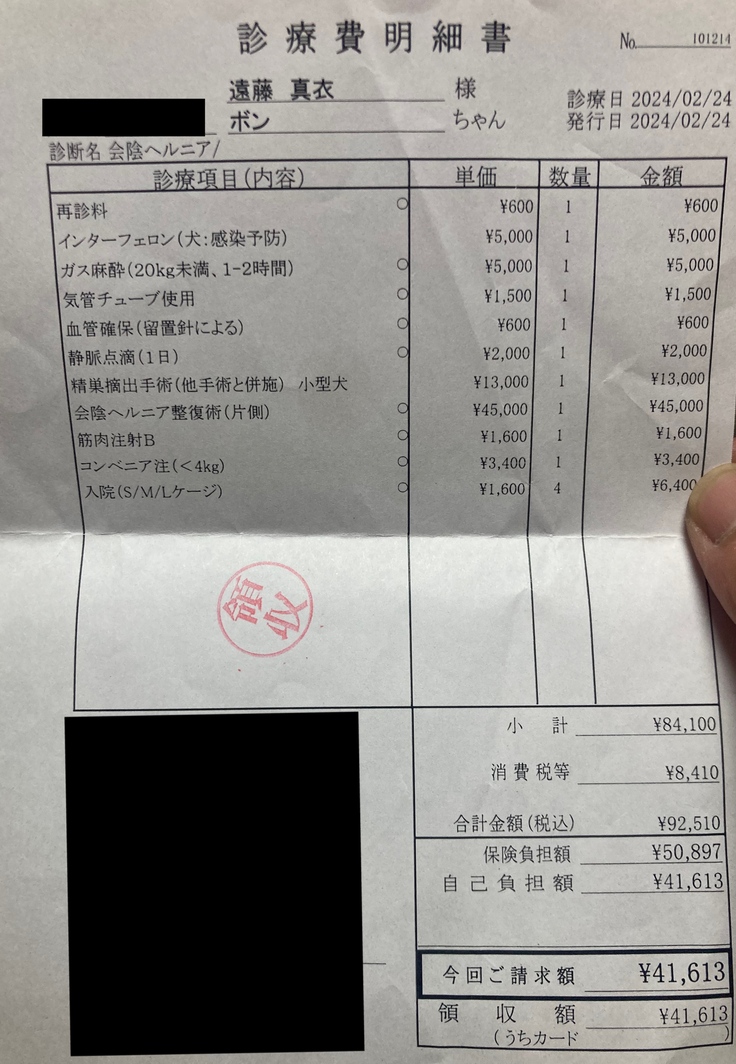 診療費明細書
No. 101214
遠藤 真衣 様
ボン ちゃん
診療日 2024/02/24
発行日 2024/02/24
診断名 会陰ヘルニア/
診療項目(内容) 単価 数量 金額
再診料 ○ ¥600 1 ¥600
インターフェロン(犬:感染予防) ¥5,000 1 ¥5,000
ガス麻酔(20kg未満、1-2時間) ○ ¥5,000 1 ¥5,000
気管チューブ使用 ○ ¥1,500 1 ¥1,500
血管確保(留置針による) ○ ¥600 1 ¥600
静脈点滴(1日) ○ ¥2,000 1 ¥2,000
精巣摘出手術(他手術と併施) 小型犬 ¥13,000 1 ¥13,000
会陰ヘルニア整復術(片側) ○ ¥45,000 1 ¥45,000
筋肉注射B ○ ¥1,600 1 ¥1,600
コンベニア注(<4kg) ○ ¥3,400 1 ¥3,400
入院(S/M/Lケージ) ○ ¥1,600 4 ¥6,400
領収
小計 ¥84,100
消費税等 ¥8,410
合計金額(税込) ¥92,510
保険負担額 ¥50,897
自己負担額 ¥41,613
今回ご請求額 ¥41,613
領収額 ¥41,613
(うちカード )